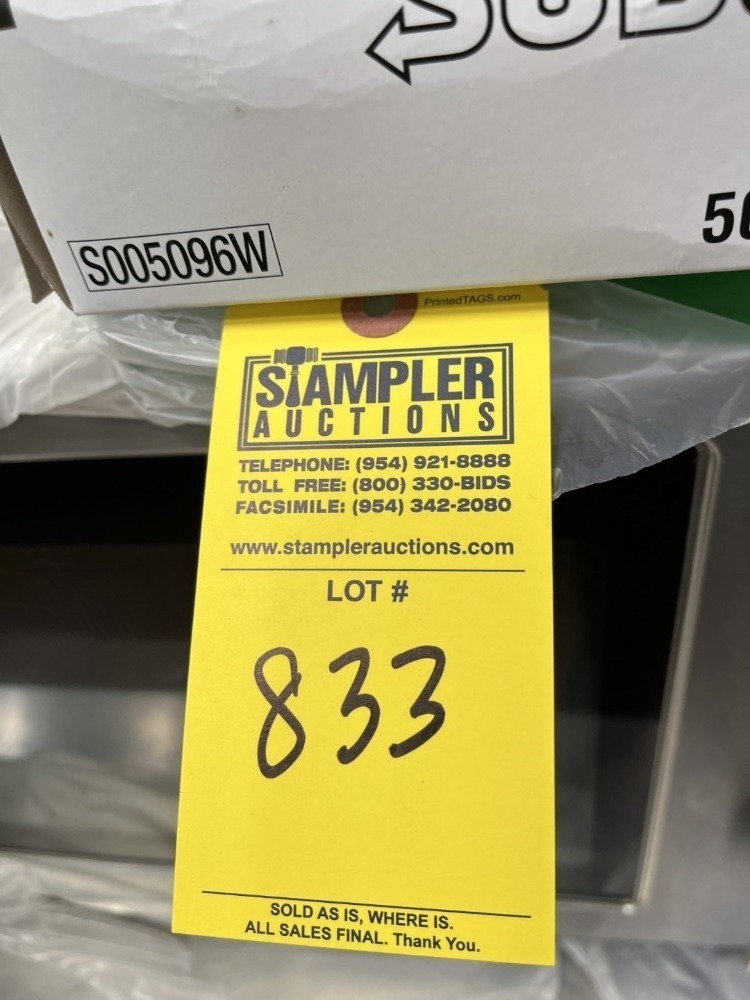 S005096W
PrintedTAGS.com
STAMPLER
AUCTIONS
TELEPHONE: (954) 921-8888
TOLL FREE: (800) 330-BIDS
FACSIMILE: (954) 342-2080
www.stamplerauctions.com
LOT #
833
SOLD AS IS, WHERE IS.
ALL SALES FINAL. Thank You.